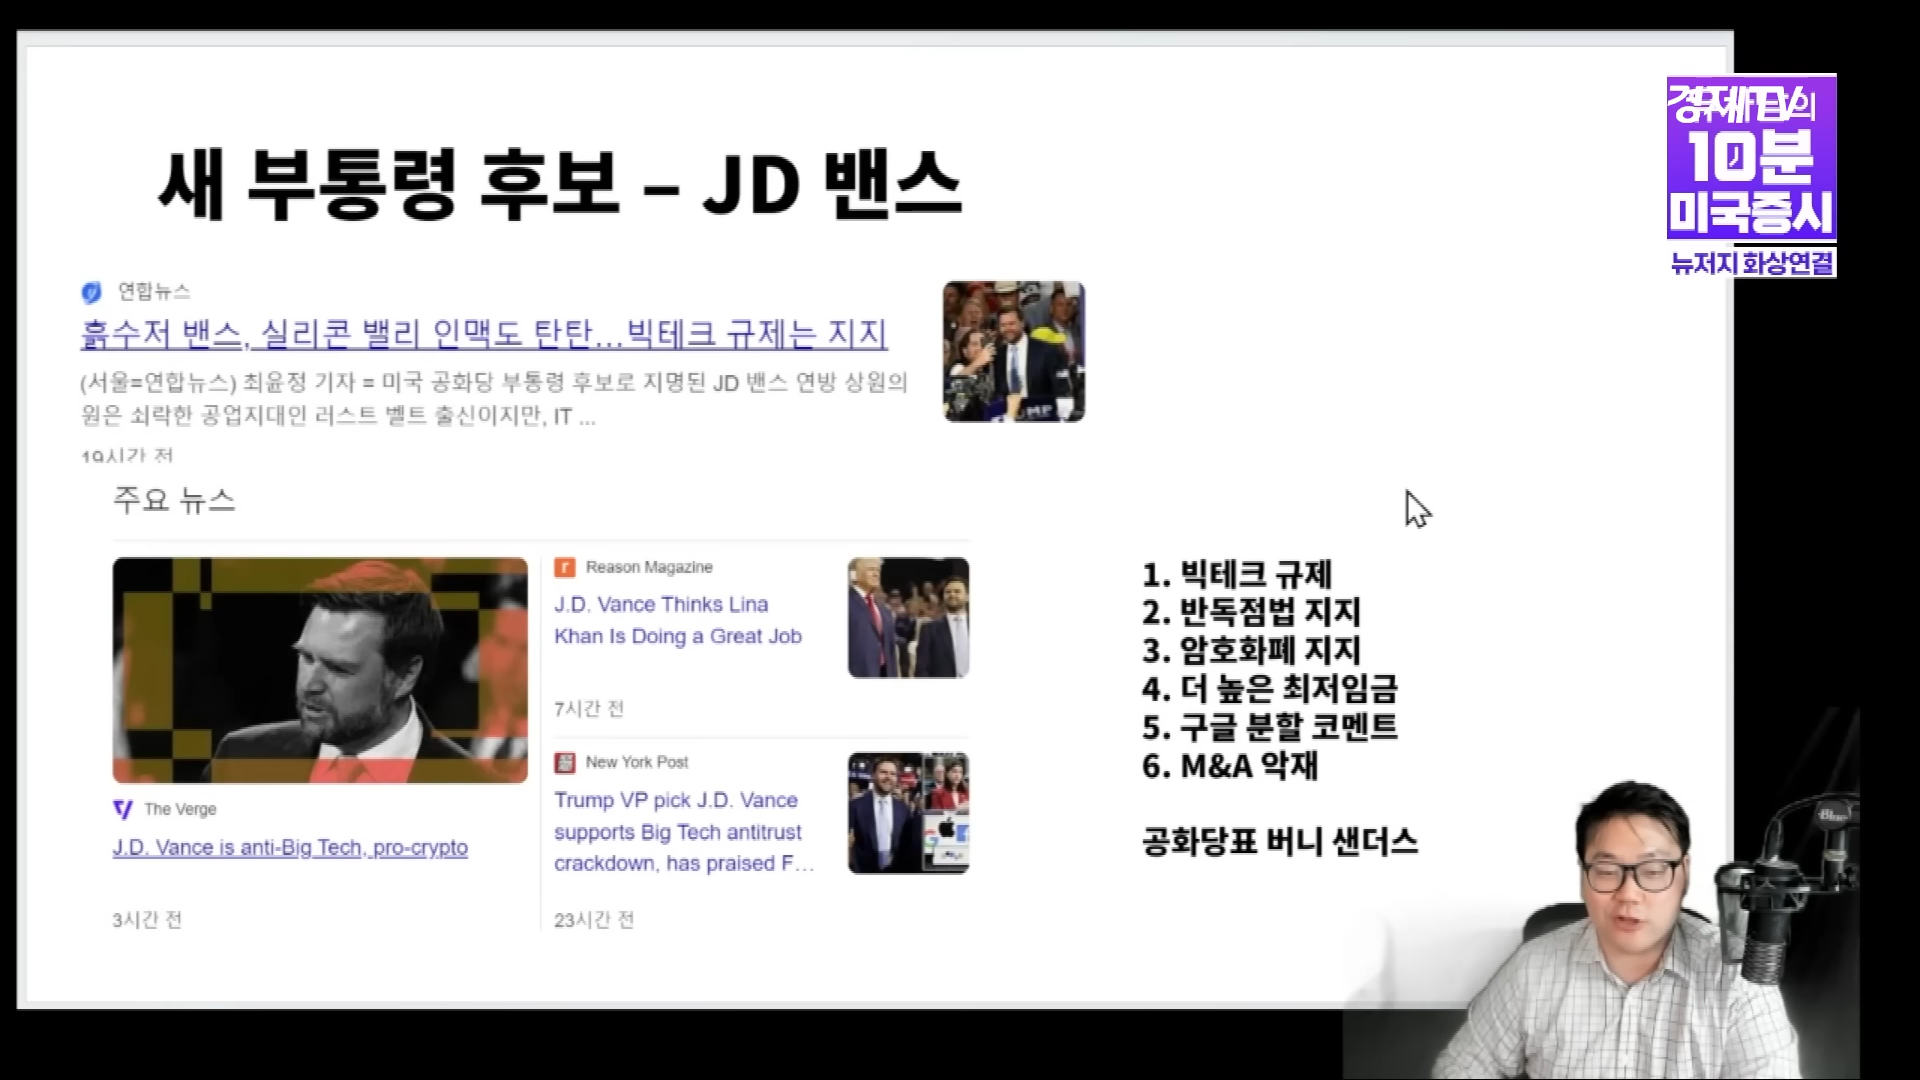 새 부통령 후보 – JD 밴스
연합뉴스
흙수저 밴스, 실리콘 밸리 인맥도 탄탄…빅테크 규제는 지지
(서울=연합뉴스) 최윤정 기자 = 미국 공화당 부통령 후보로 지명된 JD 밴스 연방 상원의
원은 쇠락한 공업지대인 러스트 벨트 출신이지만, IT ...
19시간 전
주요 뉴스
The Verge
J.D. Vance is anti-Big Tech, pro-crypto
3시간 전
Reason Magazine
J.D. Vance Thinks Lina
Khan Is Doing a Great Job
7시간 전
New York Post
Trump VP pick J.D. Vance
supports Big Tech antitrust
crackdown, has praised F…
23시간 전
1. 빅테크 규제
2. 반독점법 지지
3. 암호화폐 지지
4. 더 높은 최저임금
5. 구글 분할 코멘트
6. M&A 악재
공화당표 버니 샌더스
경제TV
10분
미국증시
뉴저지 화상연결
Blue